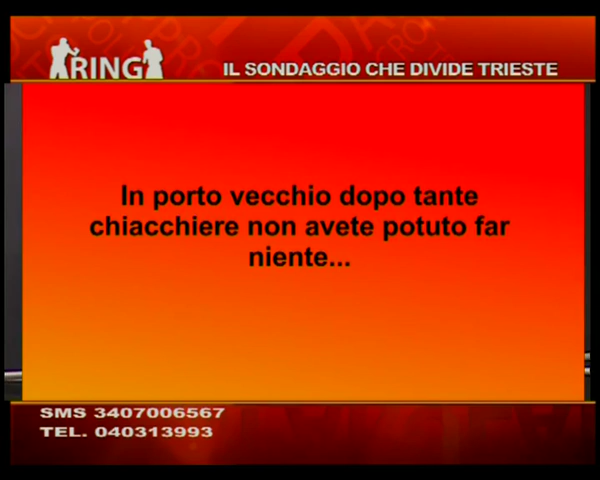 RING
IL SONDAGGIO CHE DIVIDE TRIESTE
In porto vecchio dopo tante
chiacchiere non avete potuto far
niente...
SMS 3407006567
TEL. 040313993